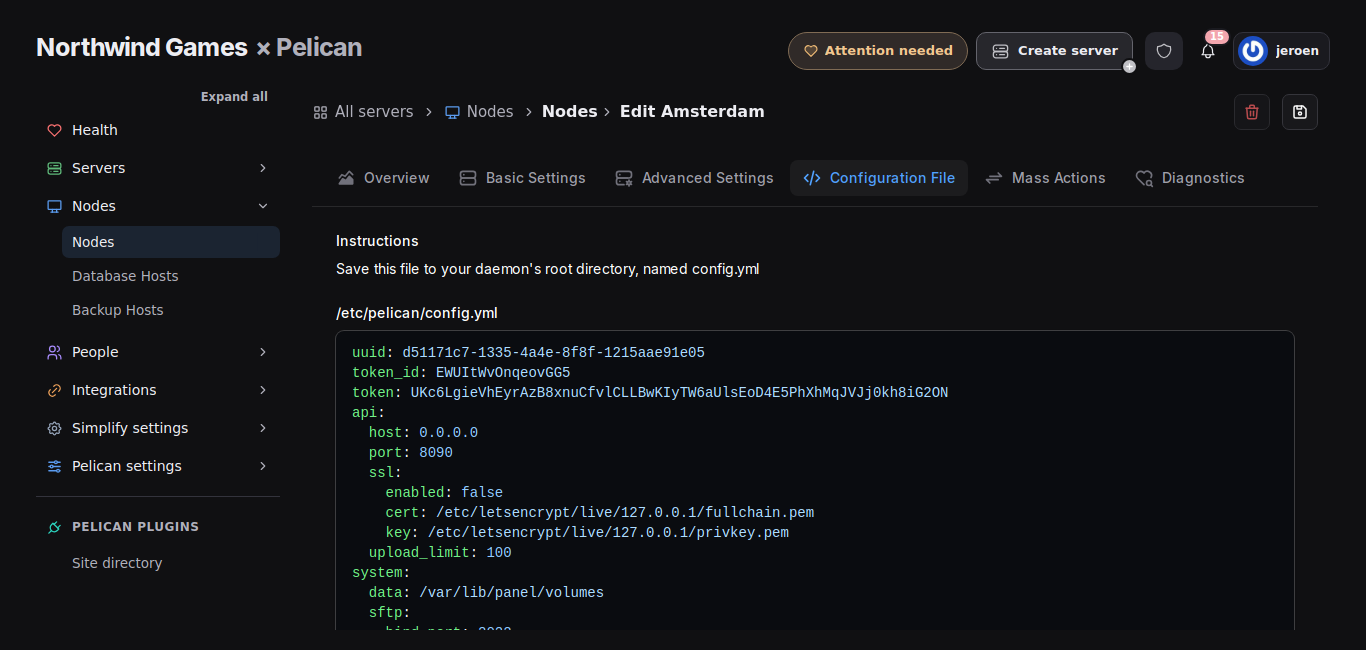 Northwind Games × Pelican
Attention needed
Create server
15
jeroen
Expand all
Health
Servers
Nodes
Nodes
Database Hosts
Backup Hosts
People
Integrations
Simplify settings
Pelican settings
PELICAN PLUGINS
Site directory
All servers > Nodes > Nodes > Edit Amsterdam
Overview
Basic Settings
Advanced Settings
Configuration File
Mass Actions
Diagnostics
Instructions
Save this file to your daemon's root directory, named config.yml
/etc/pelican/config.yml
uuid: d51171c7-1335-4a4e-8f8f-1215aae91e05
token_id: EWUItWvOnqeovGG5
token: UKc6LgieVhEyrAzB8xnuCfvlCLLBwKIyTW6aUlsEoD4E5PhXhMqJVJj0kh8iG2ON
api:
  host: 0.0.0.0
  port: 8090
  ssl:
    enabled: false
    cert: /etc/letsencrypt/live/127.0.0.1/fullchain.pem
    key: /etc/letsencrypt/live/127.0.0.1/privkey.pem
  upload_limit: 100
system:
  data: /var/lib/panel/volumes
  sftp: